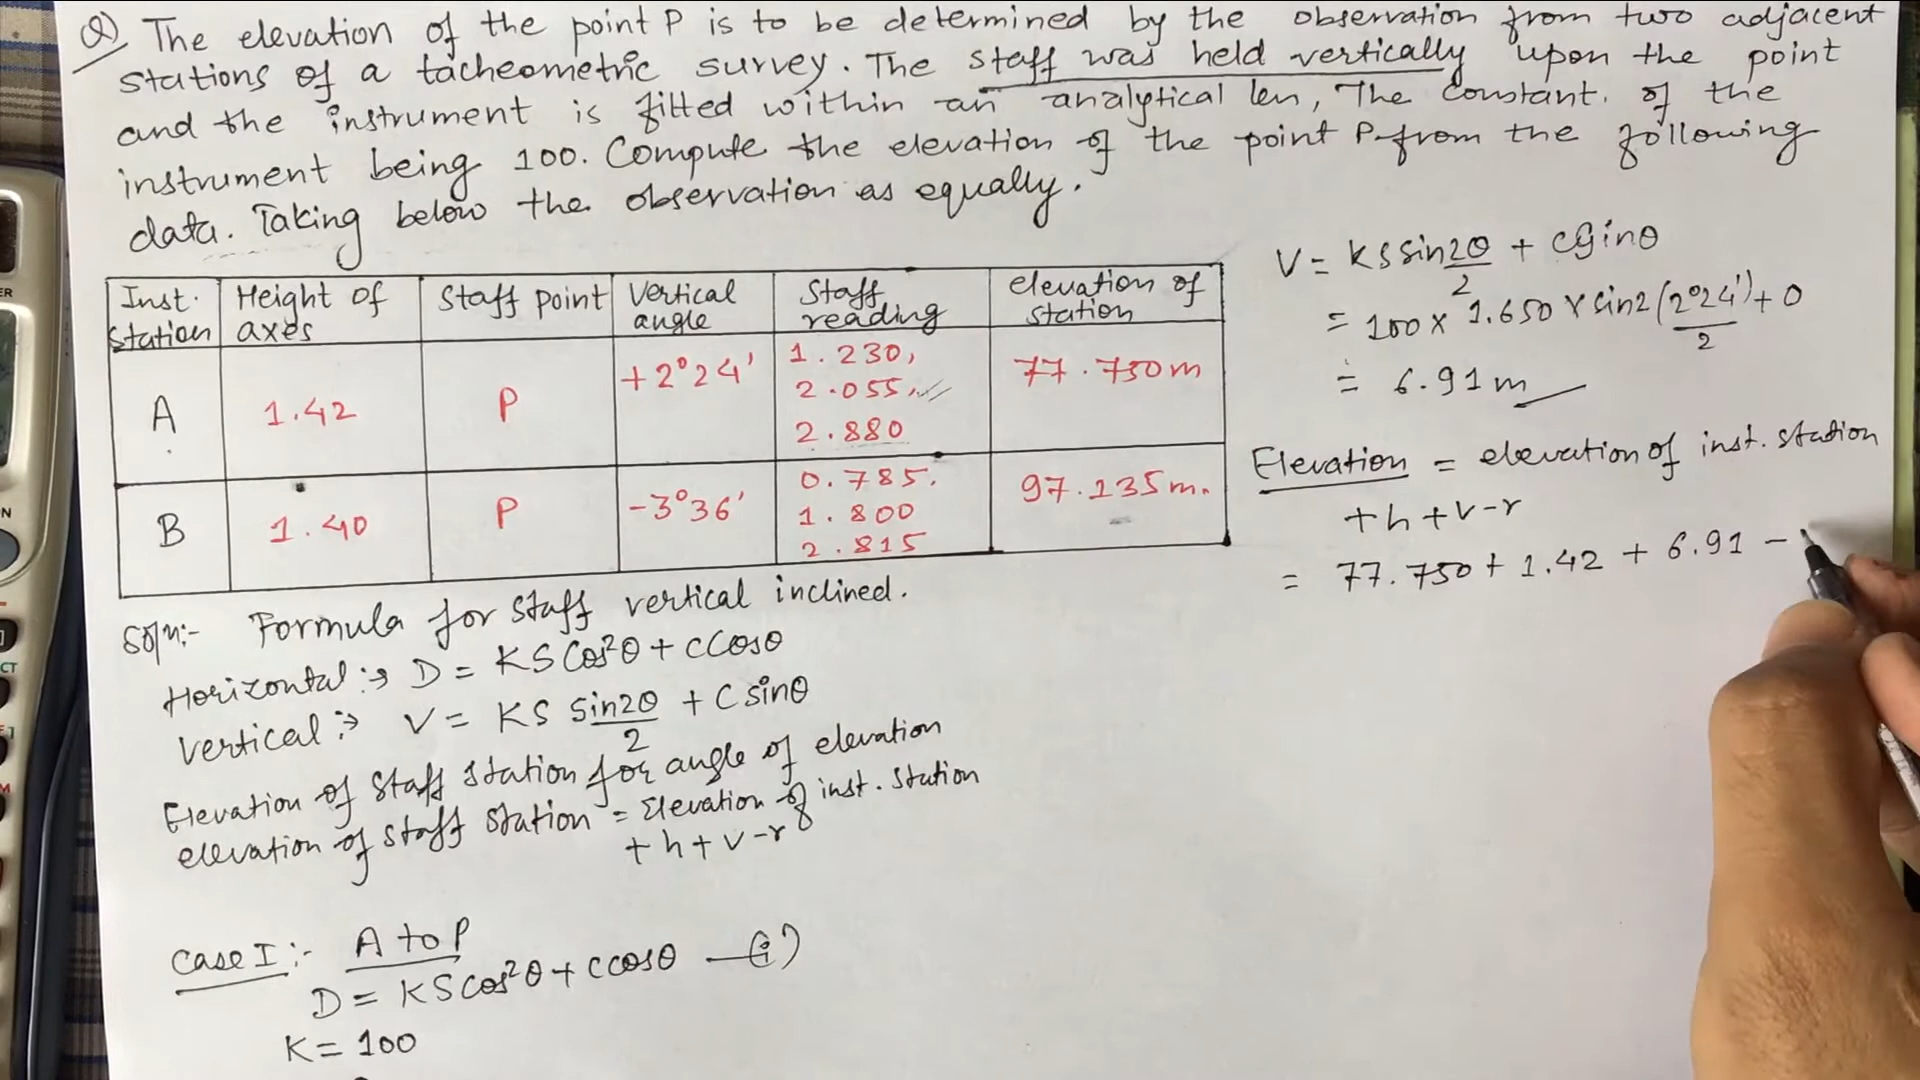 Q) The elevation of the point P is to be determined by the observation from two adjacent
stations of a tacheometric survey. The staff was held vertically upon the point
and the instrument is fitted within an analytical len, The Constant. of the
instrument being 100. Compute the elevation of the point P from the following
data. Taking below the observation as equally.
Inst. station | Height of axes | Staff point | Vertical angle | Staff reading | elevation of station
A | 1.42 | P | +2°24' | 1.230, 2.055, 2.880 | 77.750m
B | 1.40 | P | -3°36' | 0.785, 1.800 2.815 | 97.135m.
Soln:- Formula for staff vertical inclined.
Horizontal :→ D = KS Cos²θ + C Cosθ
Vertical :→ V = KS Sin2θ/2 + C sinθ
Elevation of Staff Station for angle of elevation
elevation of staff station = Elevation of inst. station
+ h + v - r
Case I :- A to P
D = KS cos²θ + C cosθ —(i)
K = 100
V = KS sin2θ/2 + C sinθ
= 100 x 1.650 x sin2(2°24')/2 + 0
= 6.91m
Elevation = elevation of inst. station
+ h + v - r
= 77.750 + 1.42 + 6.91 -